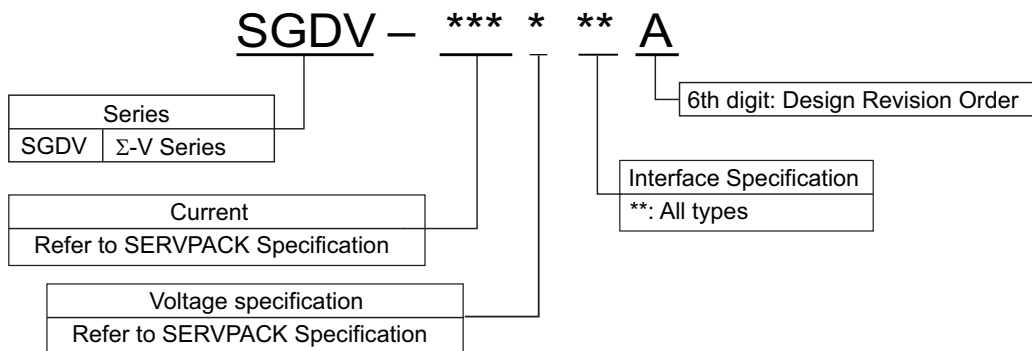 SGDV – *** * ** A
6th digit: Design Revision Order
Series
SGDV Σ-V Series
Interface Specification
**: All types
Current
Refer to SERVPACK Specification
Voltage specification
Refer to SERVPACK Specification